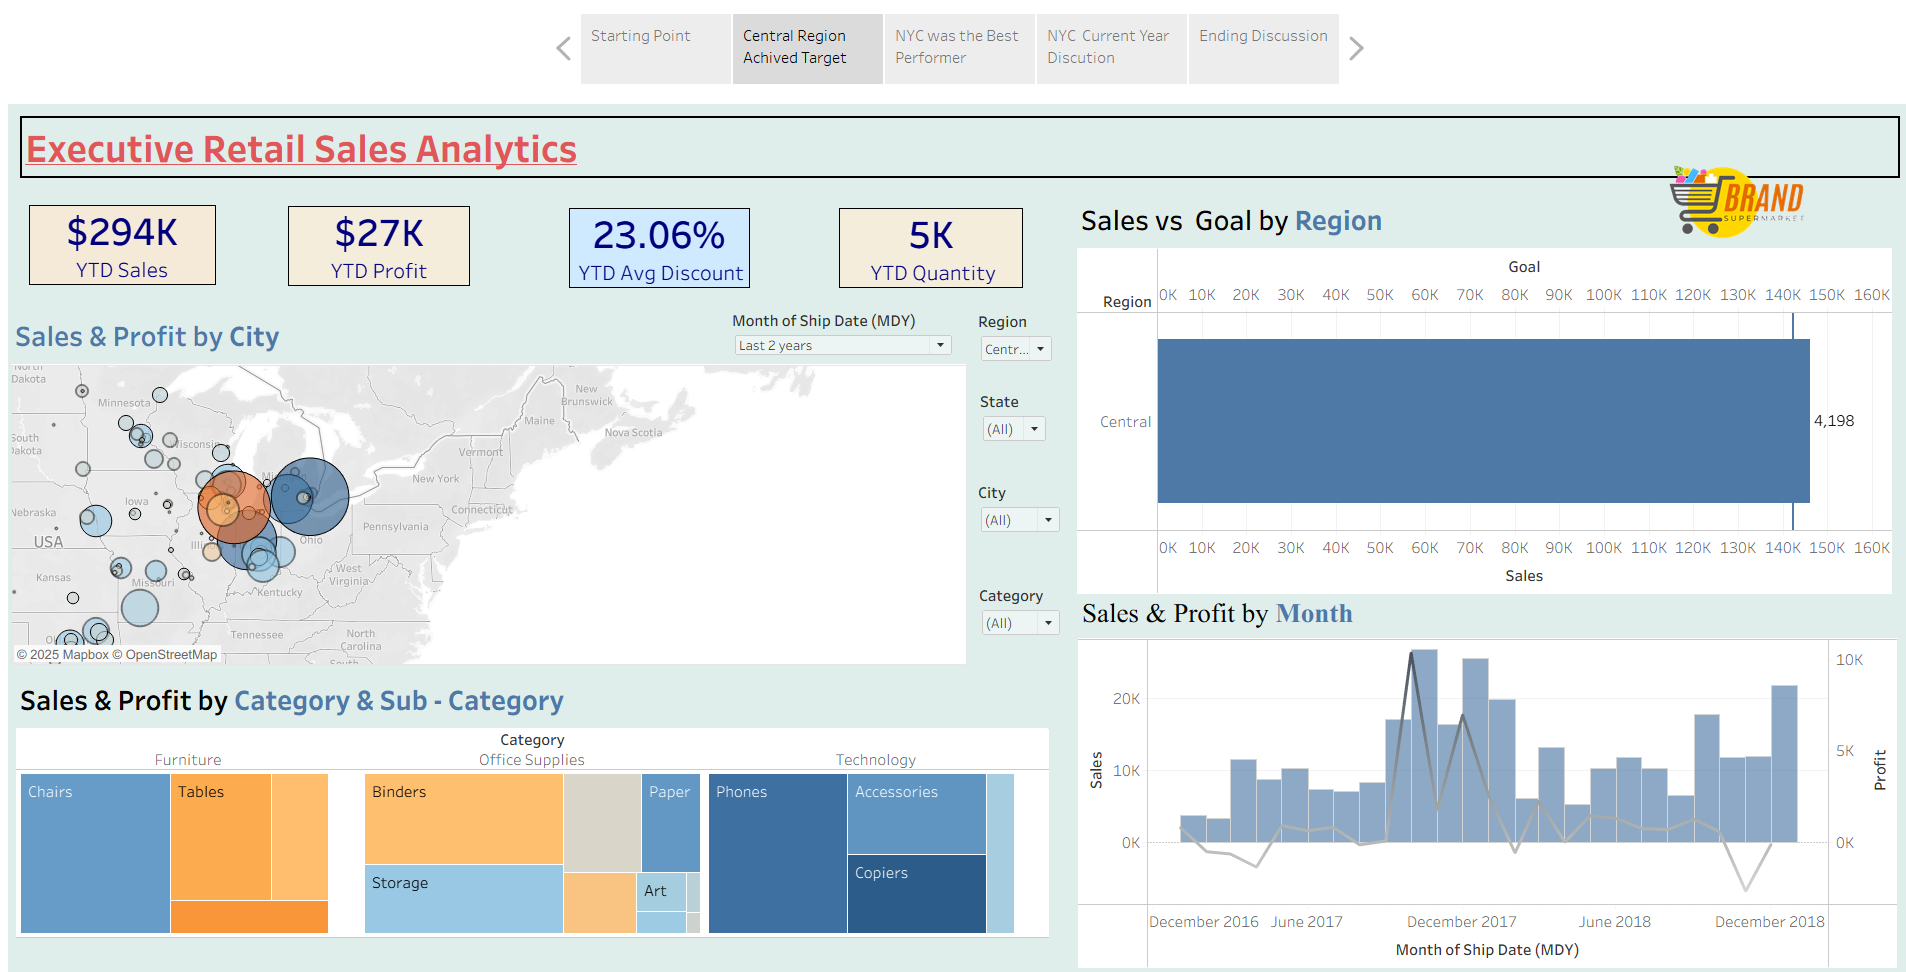 Starting Point
Central Region
Achived Target
NYC was the Best
Performer
NYC Current Year
Discution
Ending Discussion
Executive Retail Sales Analytics
BRAND
SUPERMARKET
$294K
YTD Sales
$27K
YTD Profit
23.06%
YTD Avg Discount
5K
YTD Quantity
Sales vs Goal by Region
Goal
Region
0K 10K 20K 30K 40K 50K 60K 70K 80K 90K 100K 110K 120K 130K 140K 150K 160K
Central
4,198
0K 10K 20K 30K 40K 50K 60K 70K 80K 90K 100K 110K 120K 130K 140K 150K 160K
Sales
Sales & Profit by City
Month of Ship Date (MDY)
Last 2 years
Region
Centr...
State
(All)
City
(All)
Category
(All)
North
Dakota
Minnesota
South
Dakota
Wisconsin
Iowa
Nebraska
USA
Kansas
Missouri
Ohio
Kentucky
Tennessee
West
Virginia
North
Carolina
South
Pennsylvania
New York
Connecticut
Vermont
Maine
New
Brunswick
Nova Scotia
© 2025 Mapbox © OpenStreetMap
Sales & Profit by Category & Sub - Category
Category
Furniture
Office Supplies
Technology
Chairs
Tables
Binders
Storage
Paper
Art
Phones
Accessories
Copiers
Sales & Profit by Month
Sales
20K
10K
0K
10K
5K
0K
Profit
December 2016 June 2017 December 2017 June 2018 December 2018
Month of Ship Date (MDY)